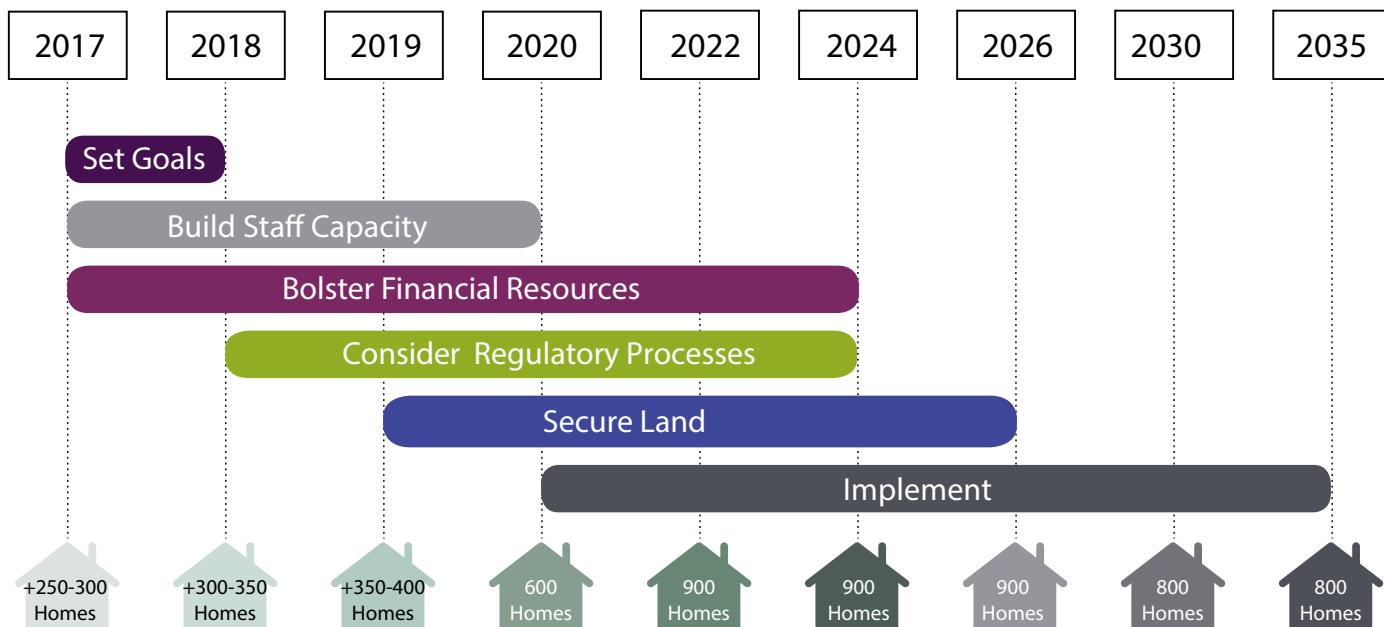 2017 2018 2019 2020 2022 2024 2026 2030 2035
Set Goals
Build Staff Capacity
Bolster Financial Resources
Consider Regulatory Processes
Secure Land
Implement
+250-300 +300-350 +350-400 600 900 900 900 800 800
Homes Homes Homes Homes Homes Homes Homes Homes Homes